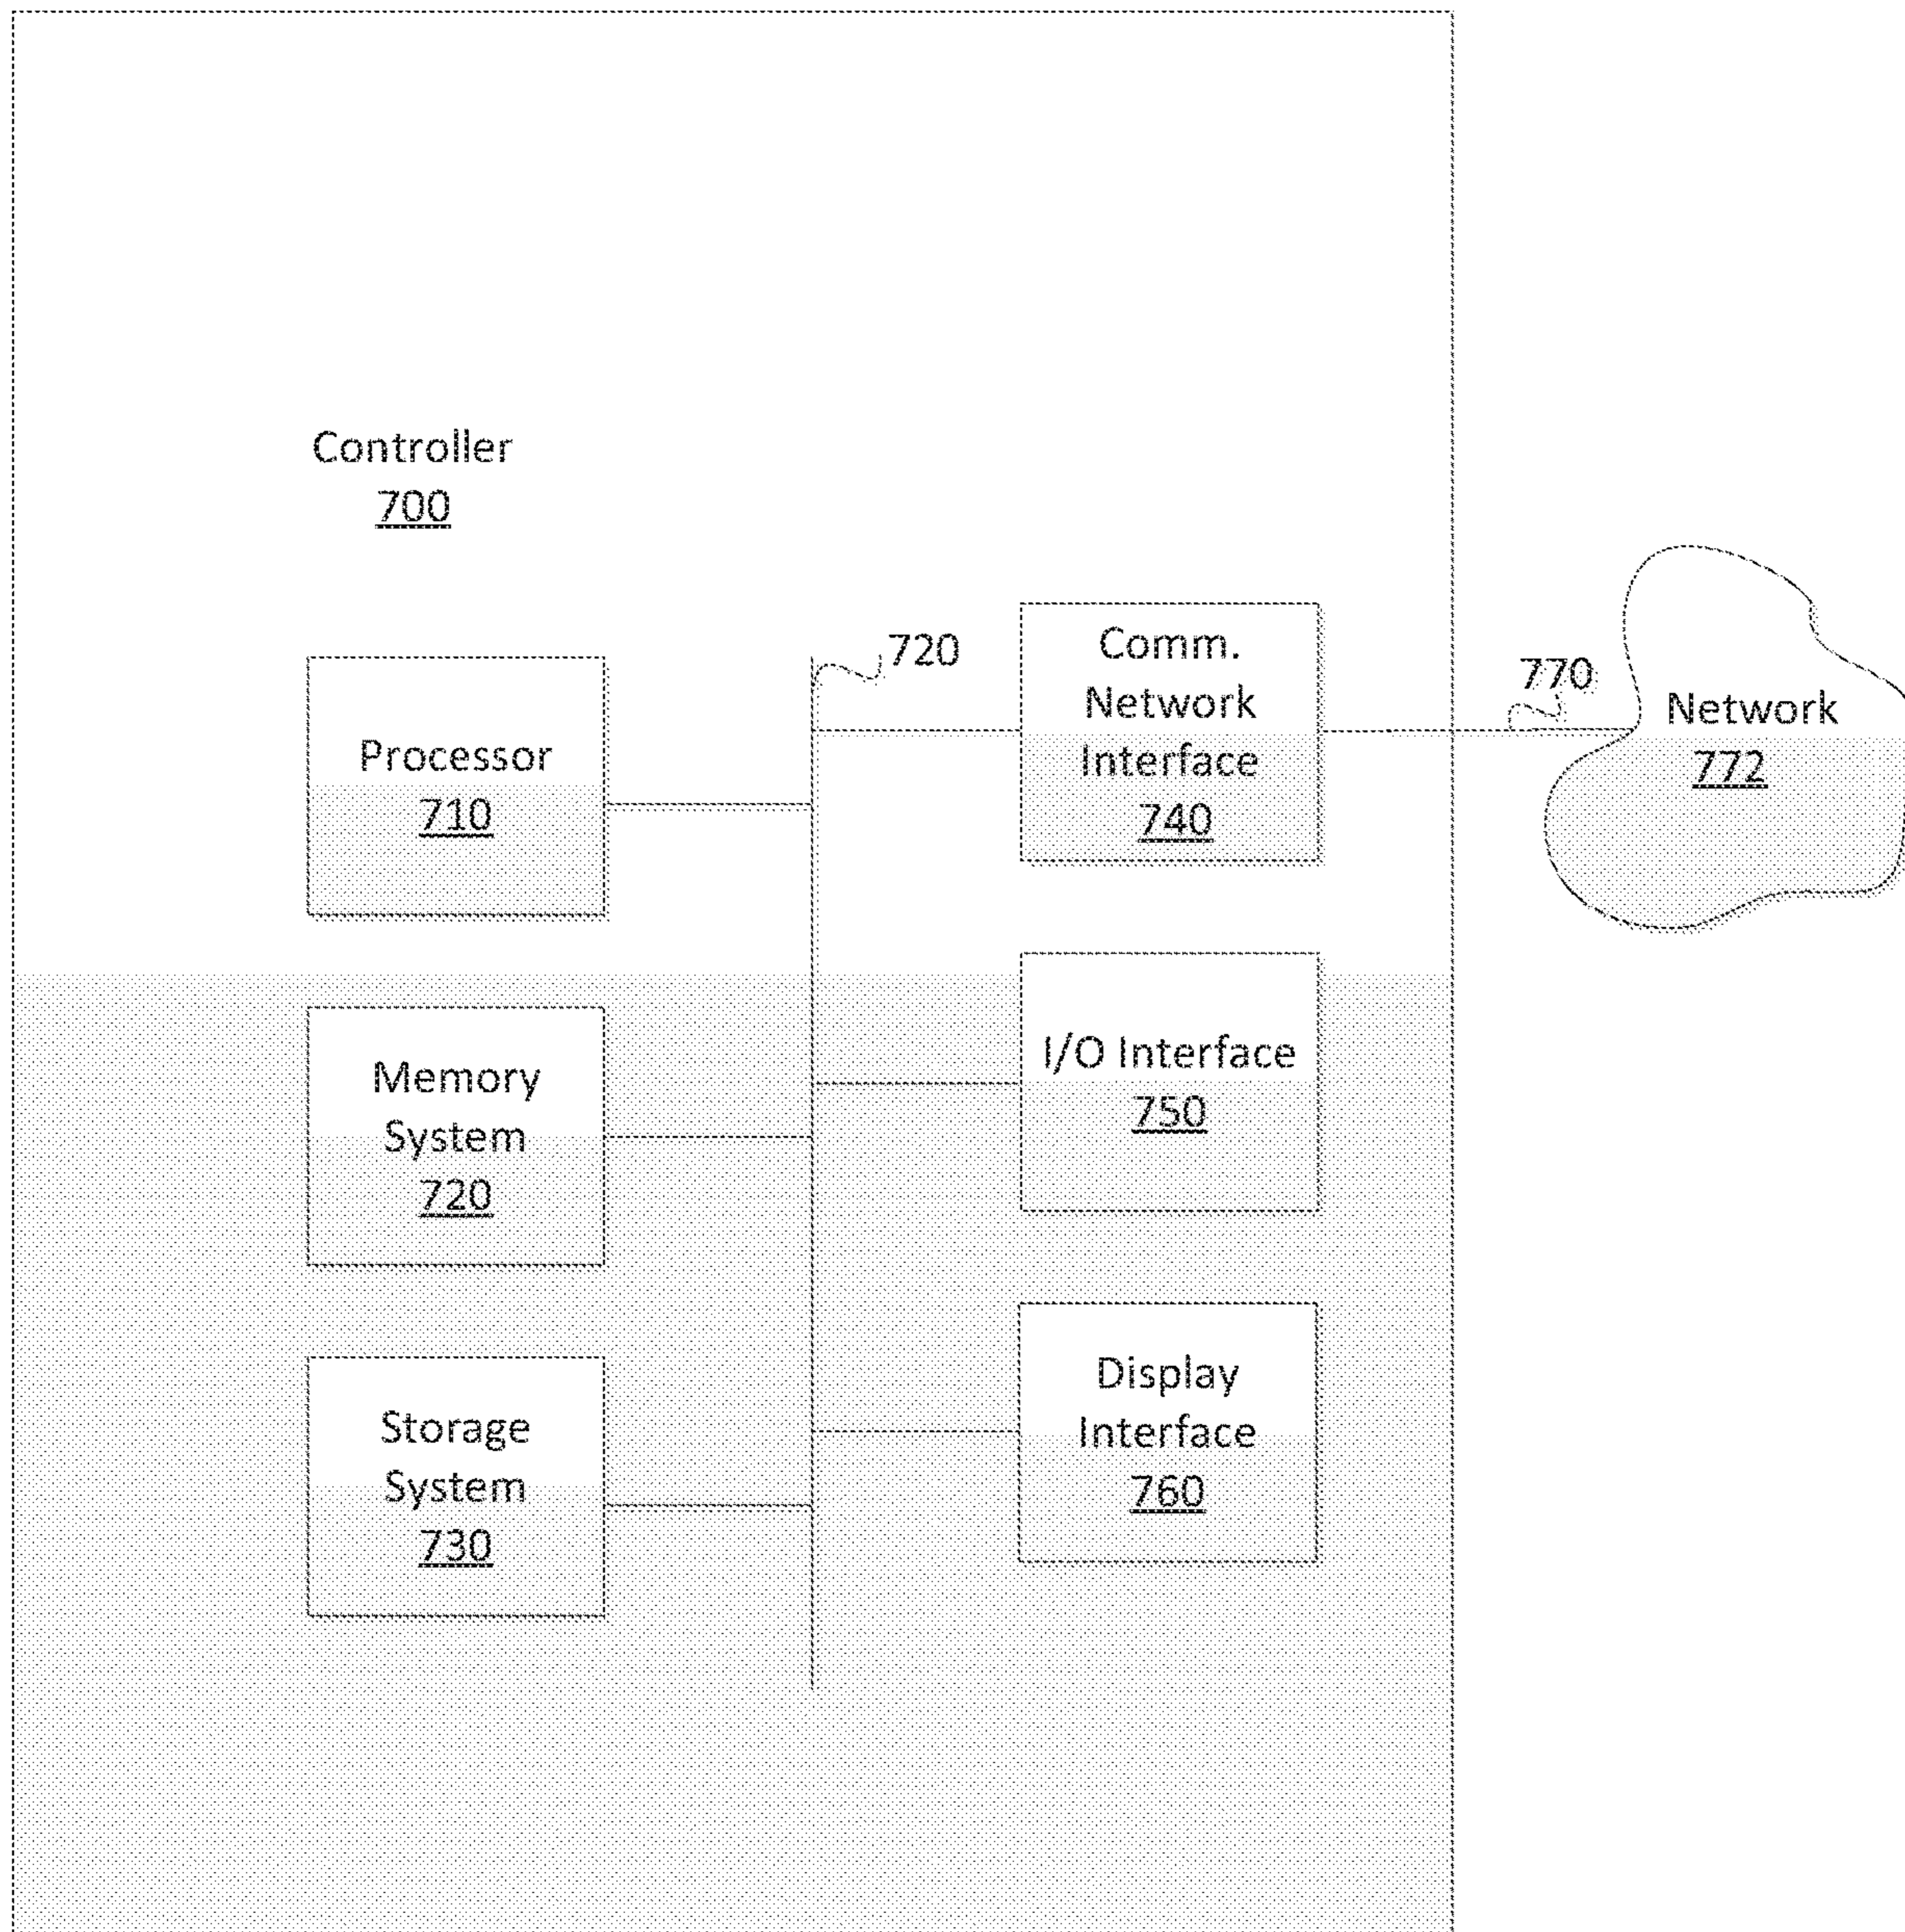 Controller
700
Processor
710
Memory
System
720
Storage
System
730
720
Comm.
Network
Interface
740
I/O Interface
750
Display
Interface
760
770
Network
772